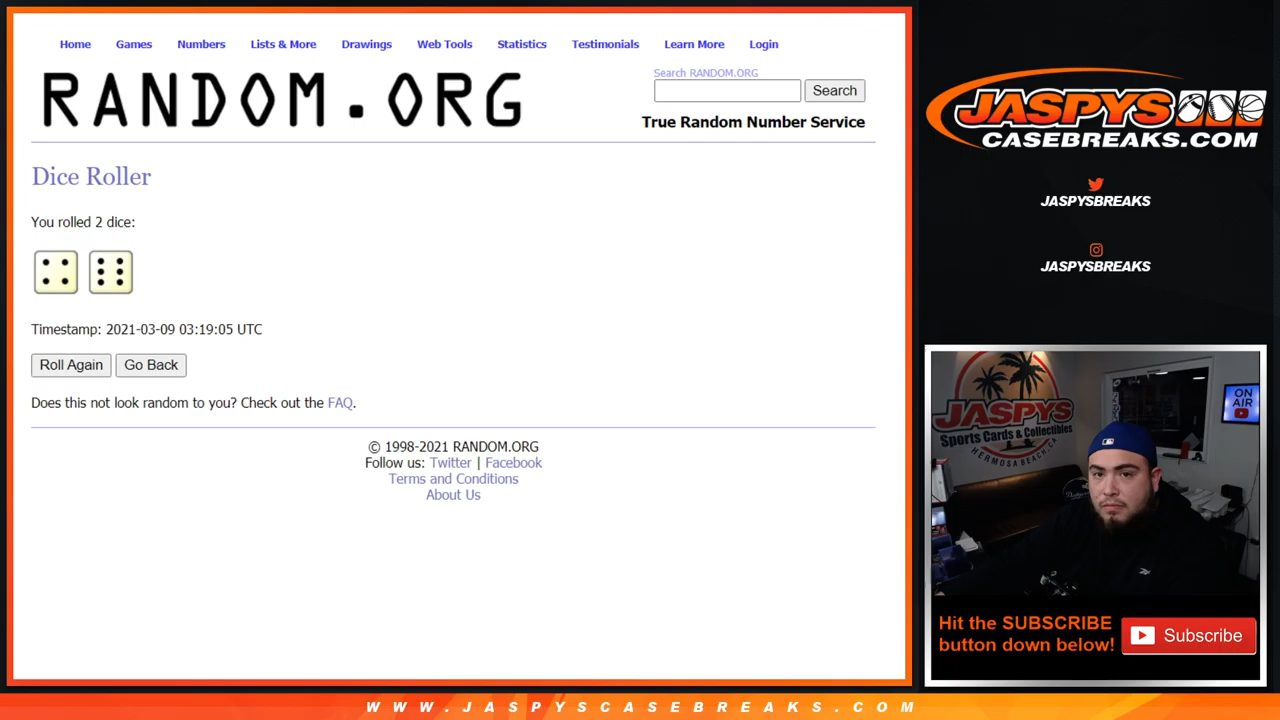 Home Games Numbers Lists & More Drawings Web Tools Statistics Testimonials Learn More Login
RANDOM.ORG
Search RANDOM.ORG
Search
True Random Number Service
Dice Roller
You rolled 2 dice:
Timestamp: 2021-03-09 03:19:05 UTC
Roll Again Go Back
Does this not look random to you? Check out the FAQ.
© 1998-2021 RANDOM.ORG
Follow us: Twitter | Facebook
Terms and Conditions
About Us
JASPYS
CASEBREAKS.COM
JASPYSBREAKS
JASPYSBREAKS
JASPYS
Sports Cards & Collectibles
HERMOSA BEACH, CA
ON
AIR
Hit the SUBSCRIBE
button down below!
Subscribe
WWW.JASPYSCASEBREAKS.COM